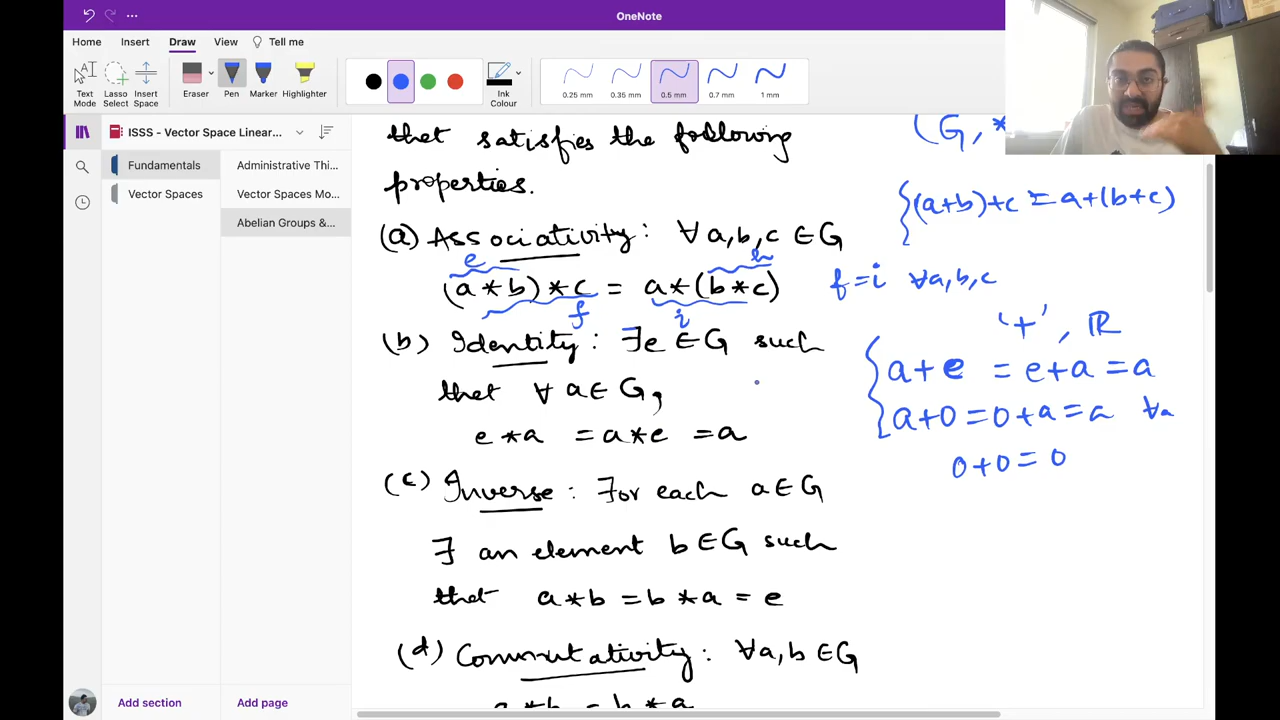 OneNote
Home Insert Draw View Tell me
Text Mode Lasso Select Insert Space Eraser Pen Marker Highlighter Ink Colour 0.25 mm 0.35 mm 0.5 mm 0.7 mm 1 mm
ISSS - Vector Space Linear...
Fundamentals
Vector Spaces
Administrative Thi...
Vector Spaces Mo...
Abelian Groups &...
that satisfies the following
properties.
(a) Associativity: ∀ a,b,c ∈ G
e h
(a * b) * c = a * (b * c)
f i
(b) Identity: ∃e ∈ G such
that ∀ a ∈ G,
e * a = a * e = a
(c) Inverse: For each a ∈ G
∃ an element b ∈ G such
that a * b = b * a = e
(d) Commutativity: ∀a, b ∈ G
a * b = b * a
(G, *
(a+b)+c = a+(b+c)
f = i ∀a,b,c
'+', ℝ
a + e = e + a = a
a + 0 = 0 + a = a ∀a
0 + 0 = 0
Add section
Add page